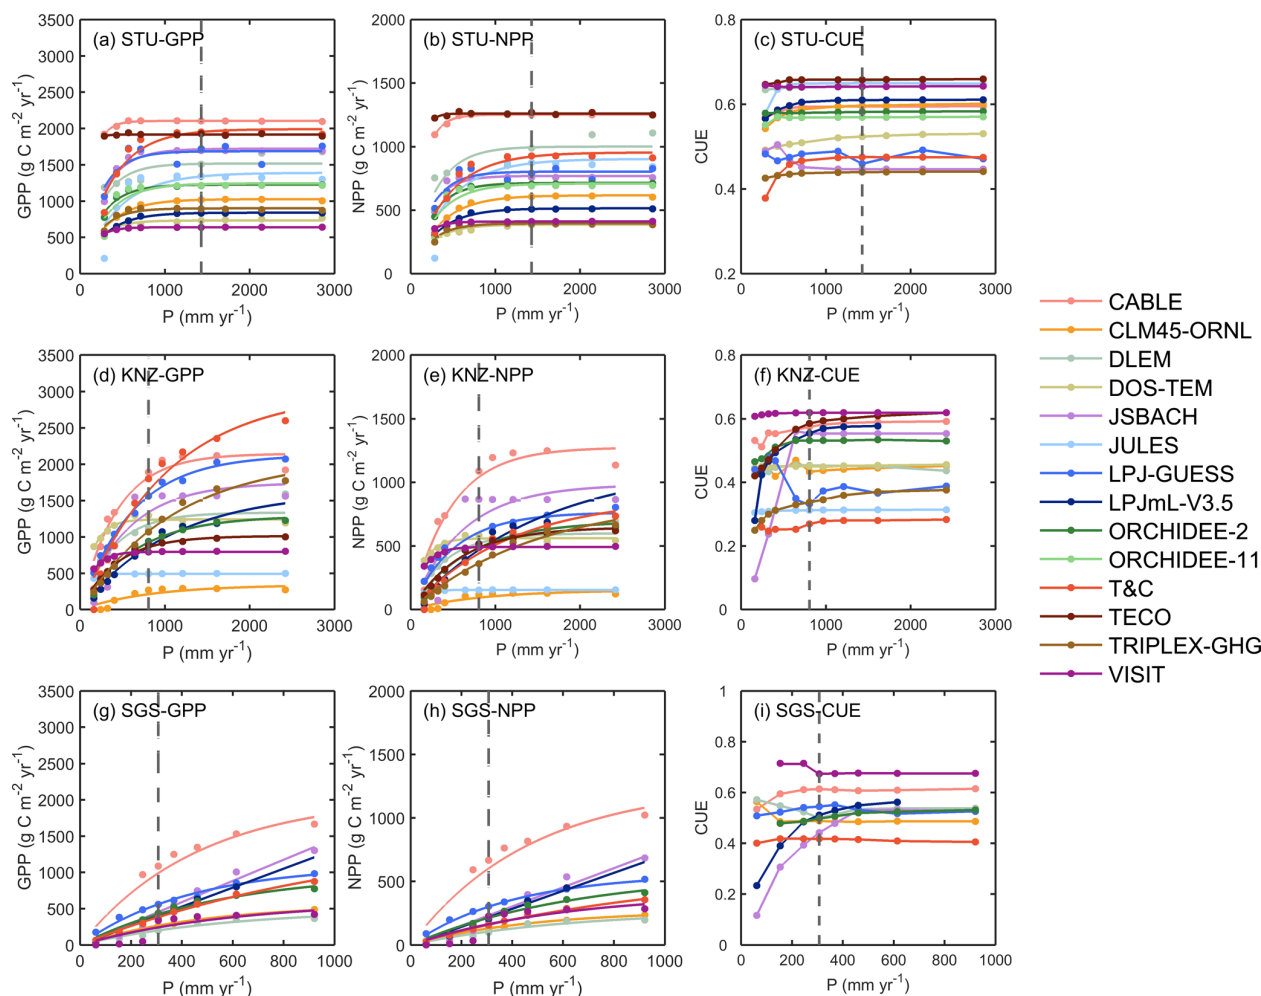 (a) STU-GPP
3500
3000
2500
2000
1500
1000
500
0
GPP (g C m⁻² yr⁻¹)
0 1000 2000 3000
P (mm yr⁻¹)
(b) STU-NPP
2000
1500
1000
500
0
NPP (g C m⁻² yr⁻¹)
0 1000 2000 3000
P (mm yr⁻¹)
(c) STU-CUE
0.8
0.6
0.4
0.2
CUE
0 1000 2000 3000
P (mm yr⁻¹)
(d) KNZ-GPP
3500
3000
2500
2000
1500
1000
500
0
GPP (g C m⁻² yr⁻¹)
0 1000 2000 3000
P (mm yr⁻¹)
(e) KNZ-NPP
2000
1500
1000
500
0
NPP (g C m⁻² yr⁻¹)
0 1000 2000 3000
P (mm yr⁻¹)
(f) KNZ-CUE
0.8
0.6
0.4
0.2
0
CUE
0 1000 2000 3000
P (mm yr⁻¹)
(g) SGS-GPP
3500
3000
2500
2000
1500
1000
500
0
GPP (g C m⁻² yr⁻¹)
0 200 400 600 800 1000
P (mm yr⁻¹)
(h) SGS-NPP
2000
1500
1000
500
0
NPP (g C m⁻² yr⁻¹)
0 200 400 600 800 1000
P (mm yr⁻¹)
(i) SGS-CUE
1
0.8
0.6
0.4
0.2
0
CUE
0 200 400 600 800 1000
P (mm yr⁻¹)
CABLE
CLM45-ORNL
DLEM
DOS-TEM
JSBACH
JULES
LPJ-GUESS
LPJmL-V3.5
ORCHIDEE-2
ORCHIDEE-11
T&C
TECO
TRIPLEX-GHG
VISIT